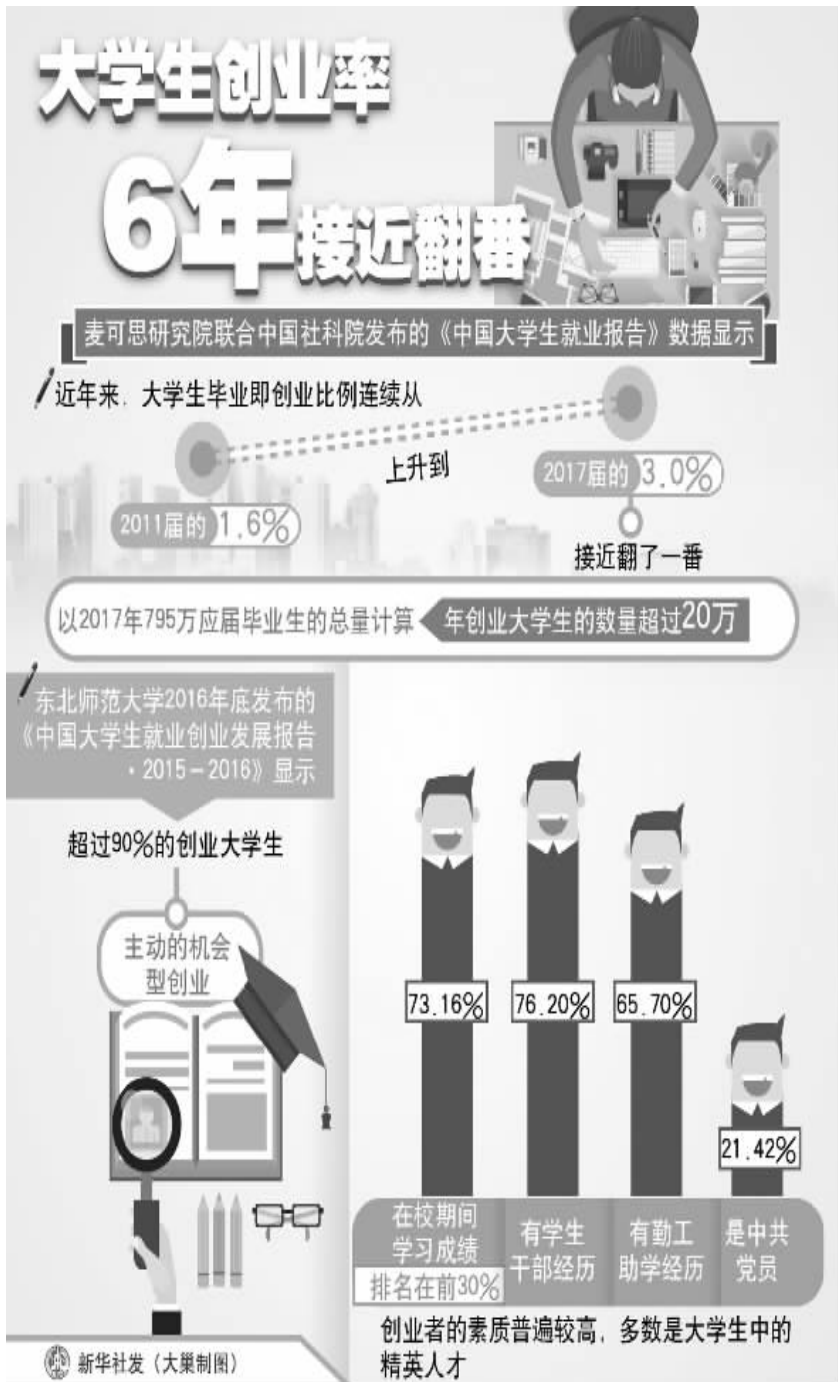 大学生创业率
6年接近翻番
麦可思研究院联合中国社科院发布的《中国大学生就业报告》数据显示
近年来，大学生毕业即创业比例连续从
2011届的 1.6%
上升到
2017届的 3.0%
接近翻了一番
以2017年795万应届毕业生的总量计算 年创业大学生的数量超过20万
东北师范大学2016年底发布的
《中国大学生就业创业发展报告
·2015－2016》显示
超过90%的创业大学生
主动的机会
型创业
73.16%
76.20%
65.70%
21.42%
在校期间
学习成绩
排名在前30%
有学生
干部经历
有勤工
助学经历
是中共
党员
创业者的素质普遍较高，多数是大学生中的
精英人才
新华社发（大巢制图）